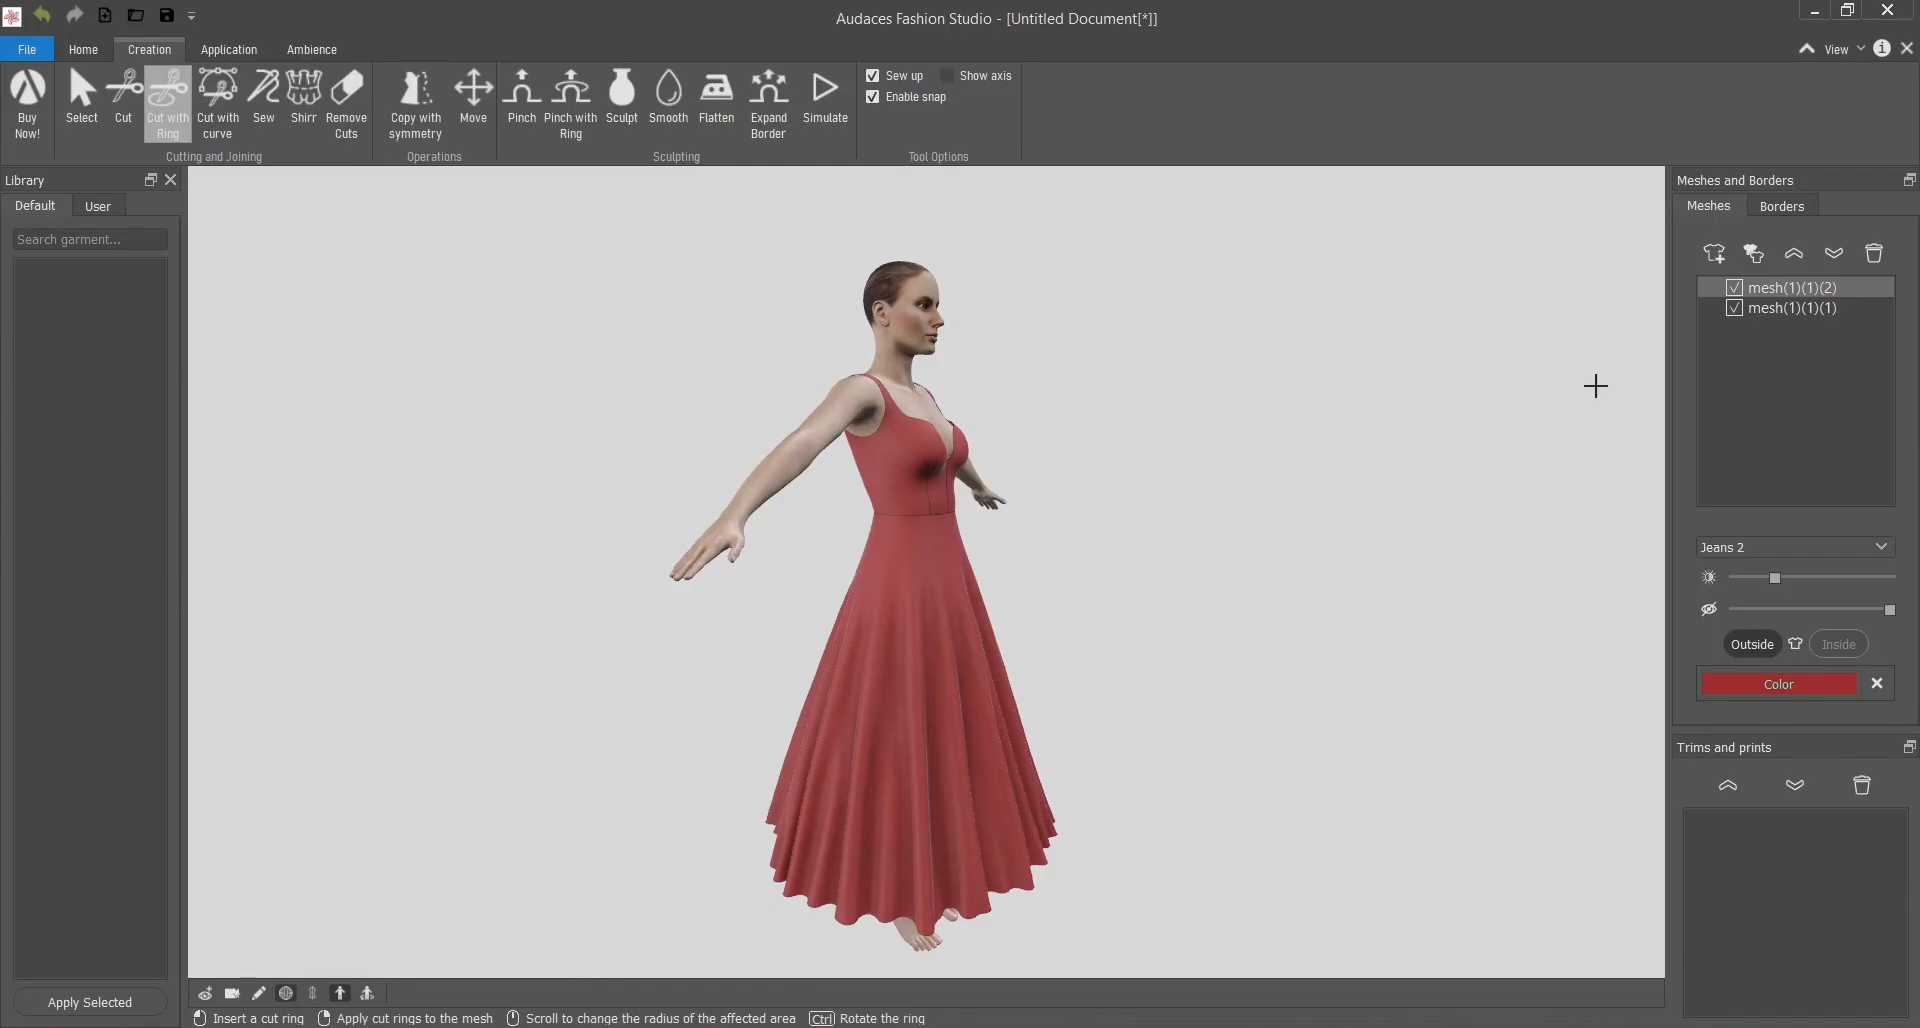 Audaces Fashion Studio - [Untitled Document[*]]
File
Home
Creation
Application
Ambience
View
Buy
Now!
Select
Cut
Cut with
Ring
Cut with
curve
Sew
Shirr
Remove
Cuts
Cutting and Joining
Copy with
symmetry
Move
Operations
Pinch
Pinch with
Ring
Sculpt
Smooth
Flatten
Expand
Border
Simulate
Sculpting
Sew up
Show axis
Enable snap
Tool Options
Library
Default
User
Search garment...
Apply Selected
Meshes and Borders
Meshes
Borders
mesh(1)(1)(2)
mesh(1)(1)(1)
Jeans 2
Outside
Inside
Color
Trims and prints
Insert a cut ring
Apply cut rings to the mesh
Scroll to change the radius of the affected area
Ctrl Rotate the ring